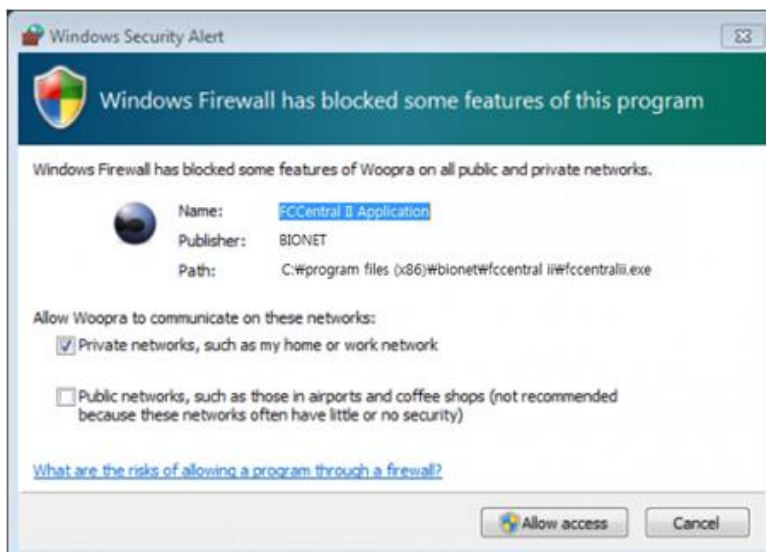 Windows Security Alert
Windows Firewall has blocked some features of this program
Windows Firewall has blocked some features of Woopra on all public and private networks.
Name: FCCentral II Application
Publisher: BIONET
Path: C:₩program files (x86)₩bionet₩fccentral ii₩fccentralii.exe
Allow Woopra to communicate on these networks:
Private networks, such as my home or work network
Public networks, such as those in airports and coffee shops (not recommended
because these networks often have little or no security)
What are the risks of allowing a program through a firewall?
Allow access Cancel